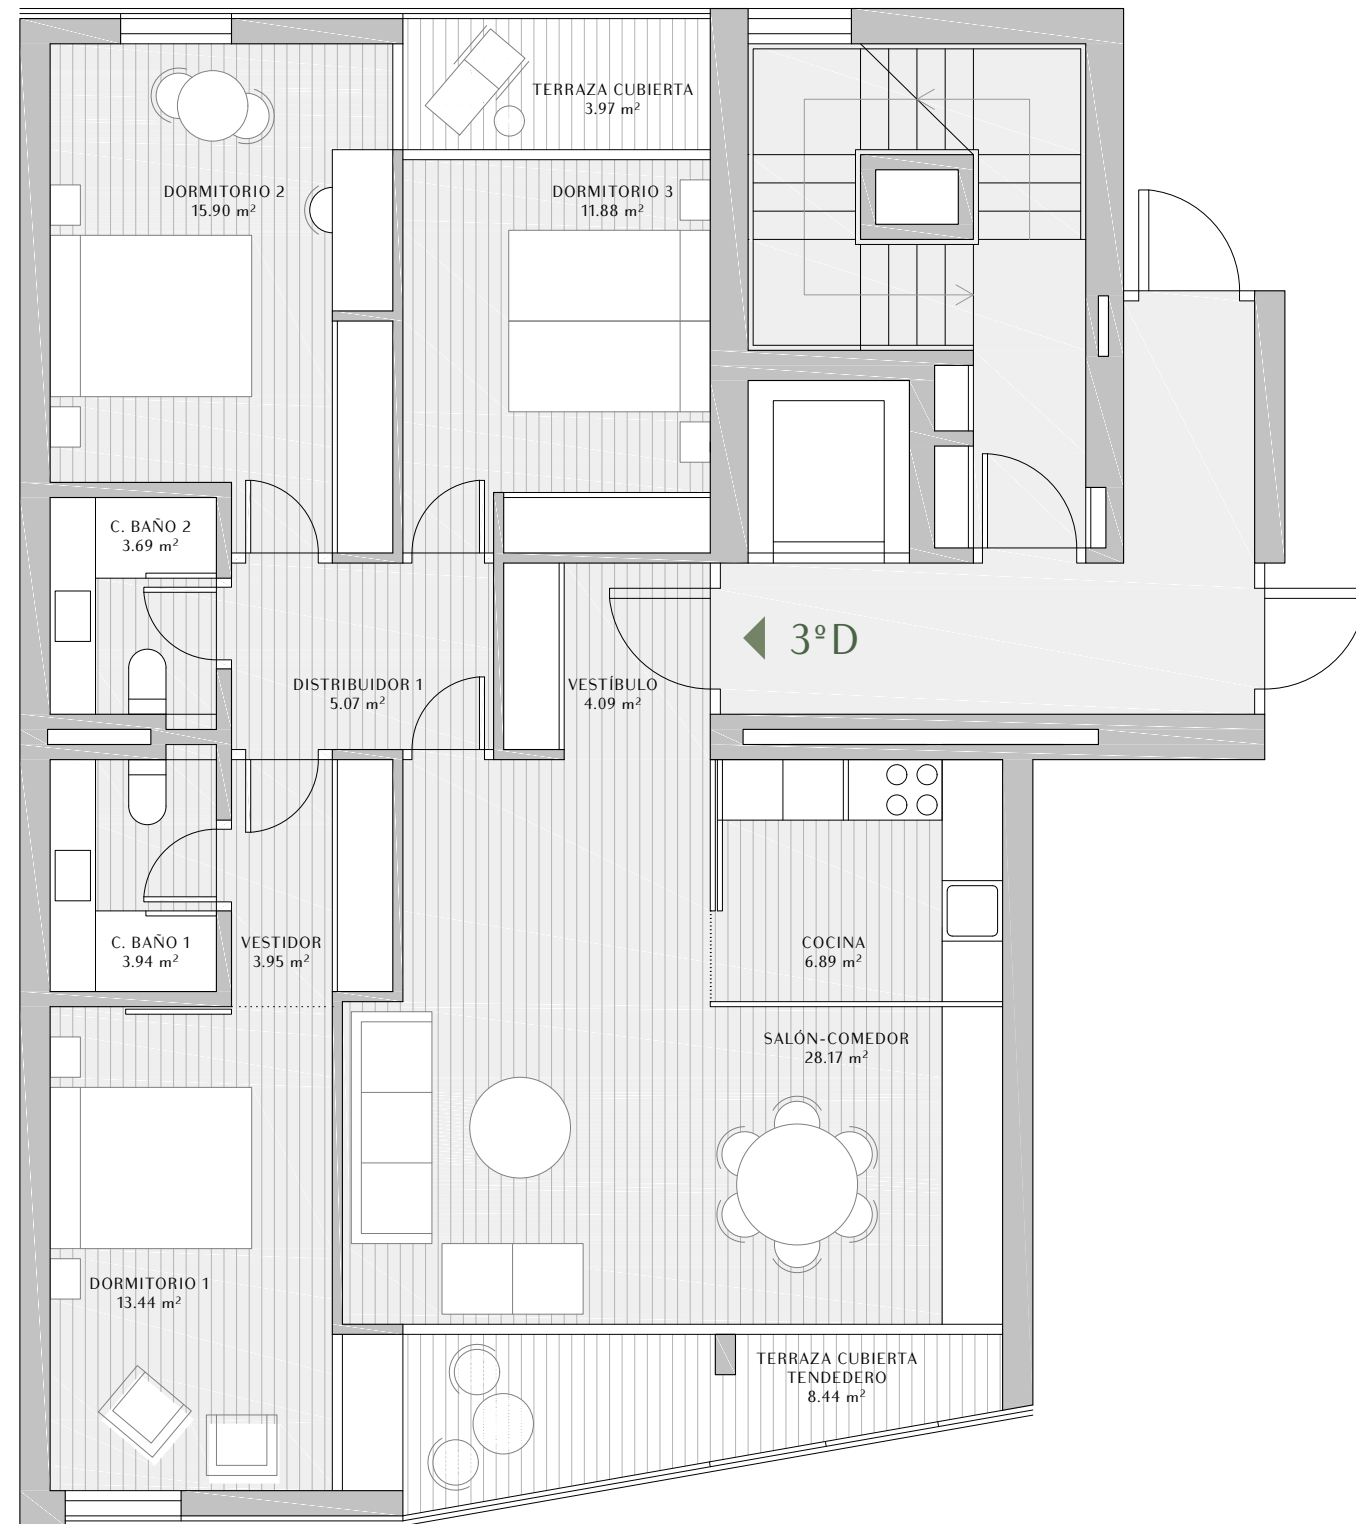 TERRAZA CUBIERTA
3.97 m²
DORMITORIO 2
15.90 m²
DORMITORIO 3
11.88 m²
C. BAÑO 2
3.69 m²
3ºD
DISTRIBUIDOR 1
5.07 m²
VESTÍBULO
4.09 m²
C. BAÑO 1
3.94 m²
VESTIDOR
3.95 m²
COCINA
6.89 m²
SALÓN-COMEDOR
28.17 m²
DORMITORIO 1
13.44 m²
TERRAZA CUBIERTA
TENDEDERO
8.44 m²